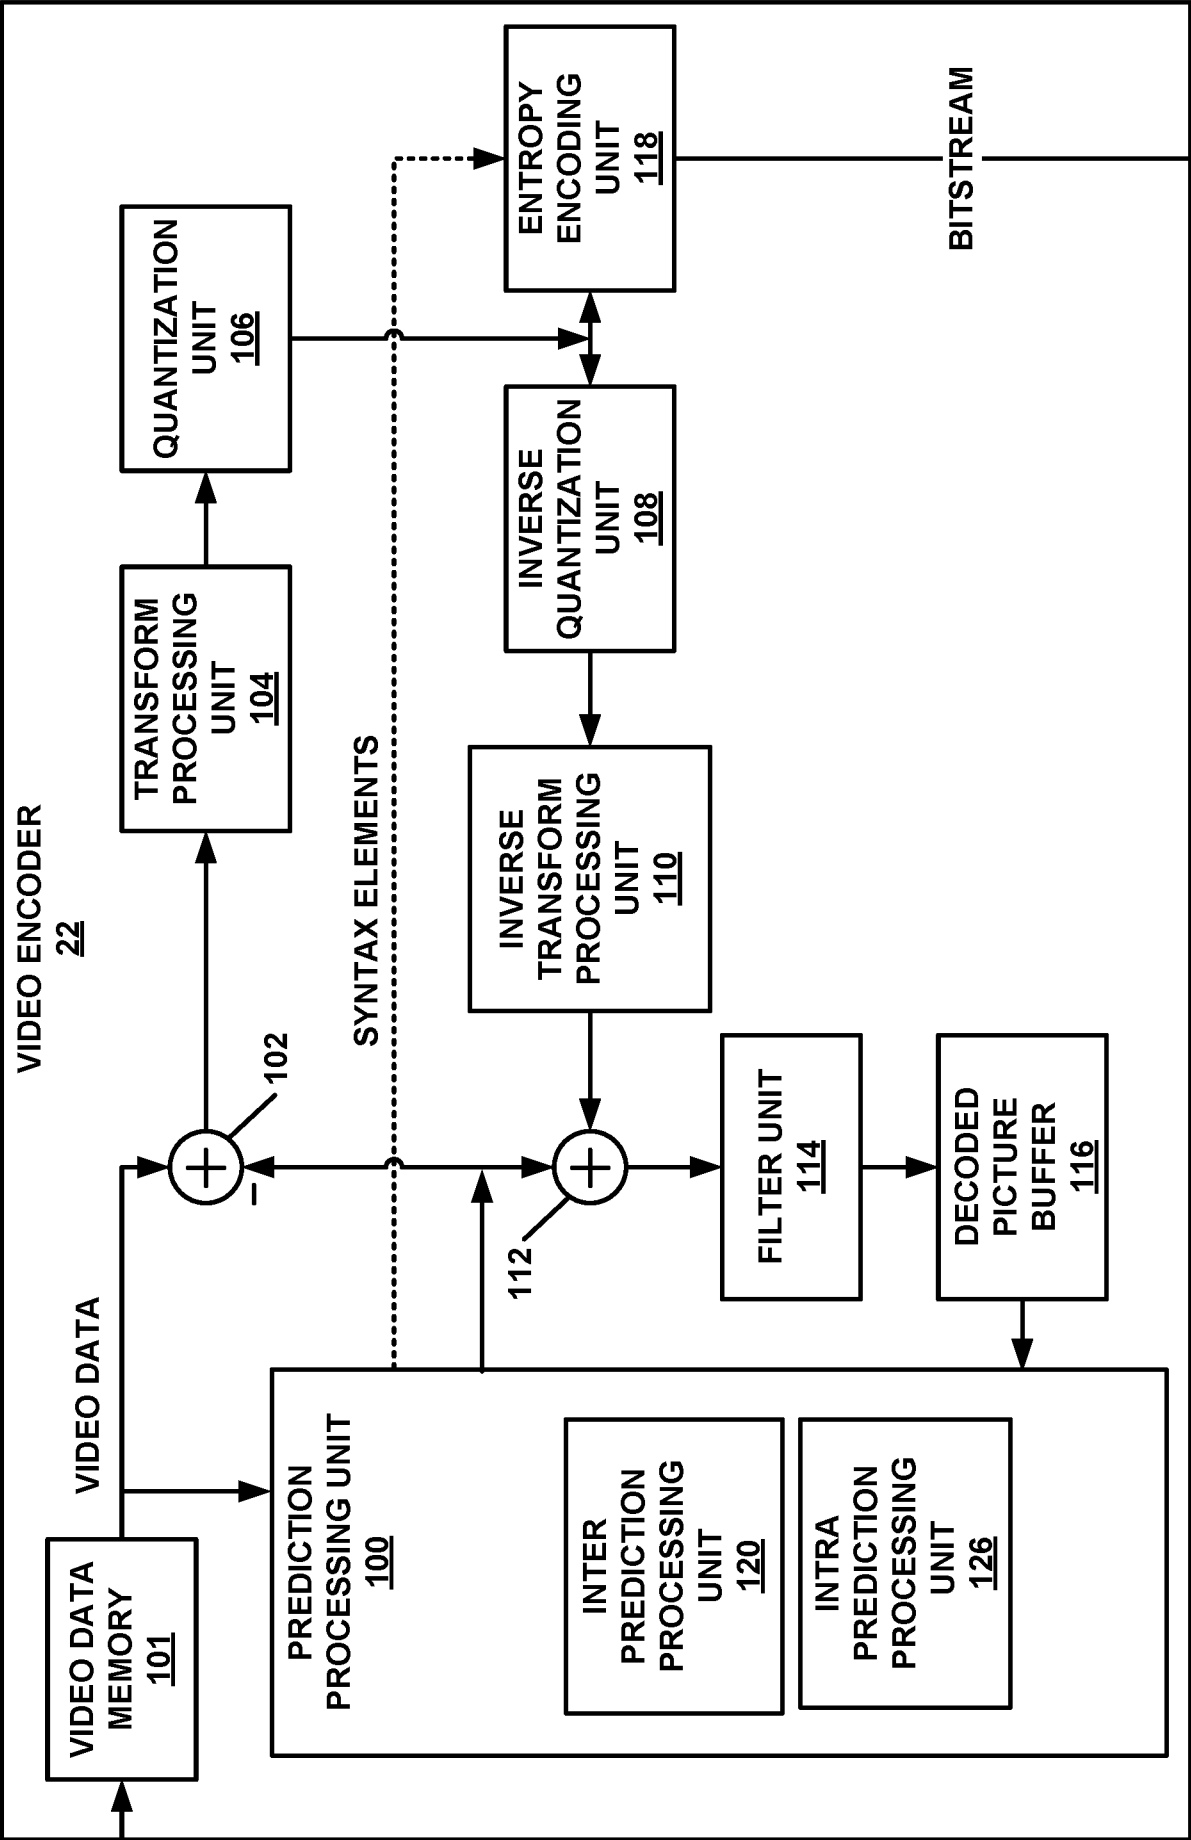 VIDEO ENCODER
22
VIDEO DATA
MEMORY
101
VIDEO DATA
102
TRANSFORM
PROCESSING
UNIT
104
QUANTIZATION
UNIT
106
–
SYNTAX ELEMENTS
PREDICTION
PROCESSING UNIT
100
INTER
PREDICTION
PROCESSING
UNIT
120
INTRA
PREDICTION
PROCESSING
UNIT
126
112
INVERSE
TRANSFORM
PROCESSING
UNIT
110
INVERSE
QUANTIZATION
UNIT
108
ENTROPY
ENCODING
UNIT
118
FILTER UNIT
114
DECODED
PICTURE
BUFFER
116
BITSTREAM